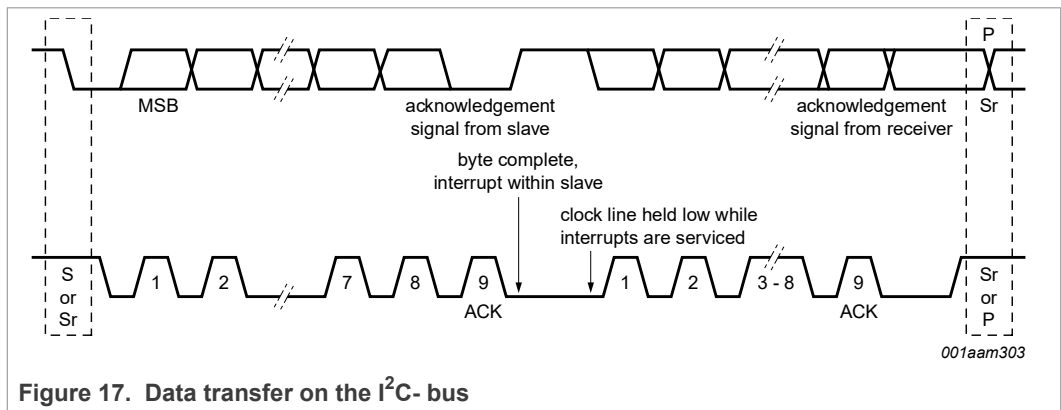 P
MSB
acknowledgement
signal from slave
acknowledgement
signal from receiver
Sr
byte complete,
interrupt within slave
clock line held low while
interrupts are serviced
S
or
Sr
1
2
7
8
9
ACK
1
2
3 - 8
9
ACK
Sr
or
P
001aam303
Figure 17. Data transfer on the I²C- bus